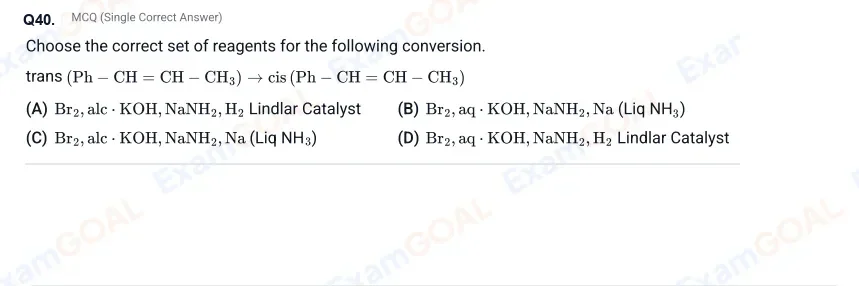 Q40. MCQ (Single Correct Answer)
Choose the correct set of reagents for the following conversion.
trans (Ph − CH = CH − CH₃) → cis (Ph − CH = CH − CH₃)
(A) Br₂, alc · KOH, NaNH₂, H₂ Lindlar Catalyst (B) Br₂, aq · KOH, NaNH₂, Na (Liq NH₃)
(C) Br₂, alc · KOH, NaNH₂, Na (Liq NH₃) (D) Br₂, aq · KOH, NaNH₂, H₂ Lindlar Catalyst
ExamGOAL